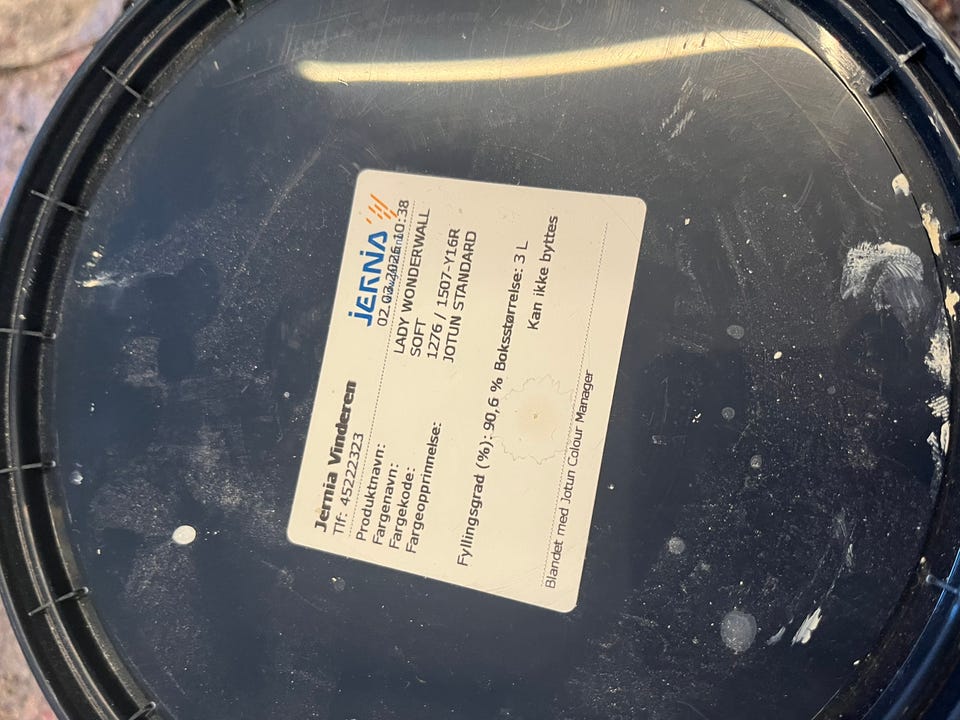 JERNIA
Jernia Vinderen
Tlf: 45222323
02.03.2026 10:38
Produktnavn: LADY WONDERWALL
Fargenavn: SOFT
Fargekode: 1276 / 1507-Y16R
Fargeopprinnelse: JOTUN STANDARD
Fyllingsgrad (%): 90,6 % Boksstørrelse: 3 L
Kan ikke byttes
Blandet med Jotun Colour Manager